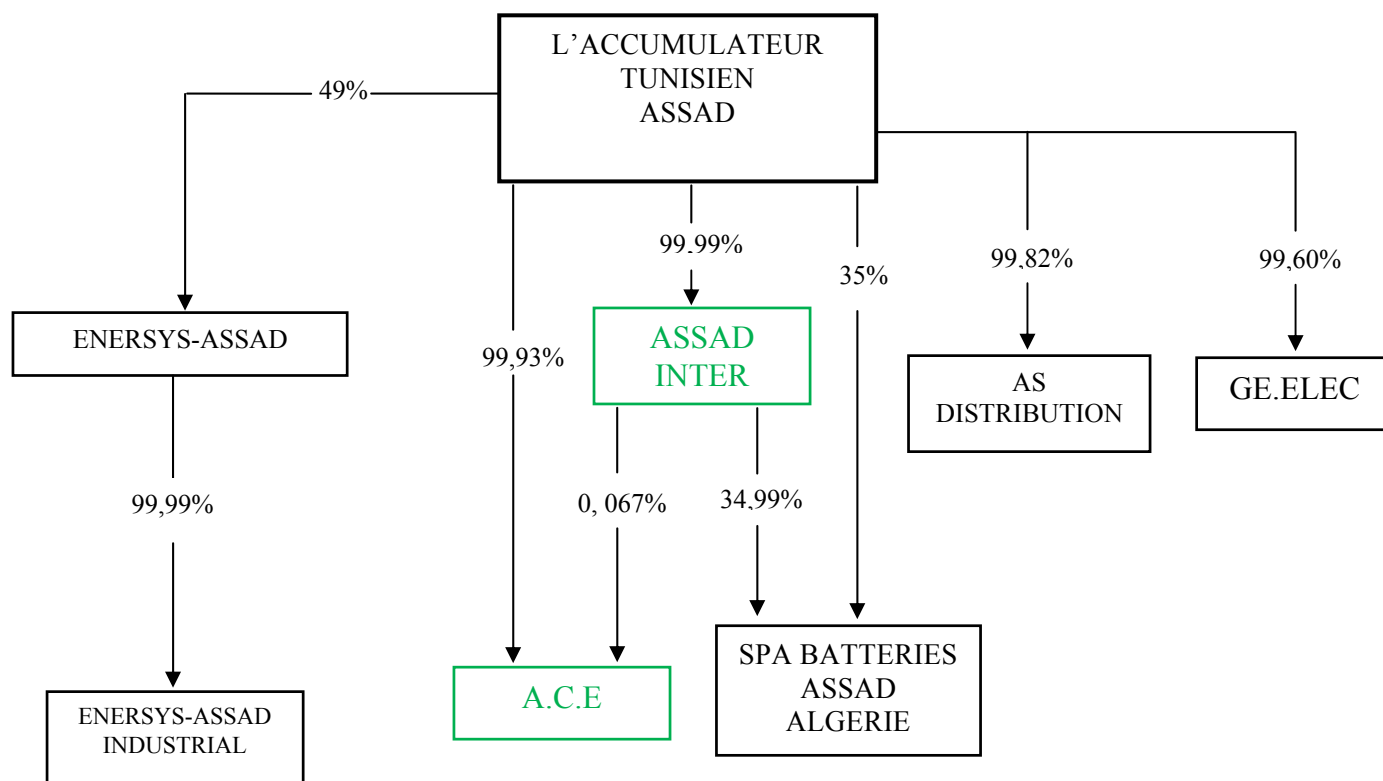 L’ACCUMULATEUR
TUNISIEN
ASSAD
49%
99,99%
99,82%
99,60%
35%
99,93%
ENERSYS-ASSAD
ASSAD
INTER
AS
DISTRIBUTION
GE.ELEC
99,99%
0, 067%
34,99%
A.C.E
SPA BATTERIES
ASSAD
ALGERIE
ENERSYS-ASSAD
INDUSTRIAL